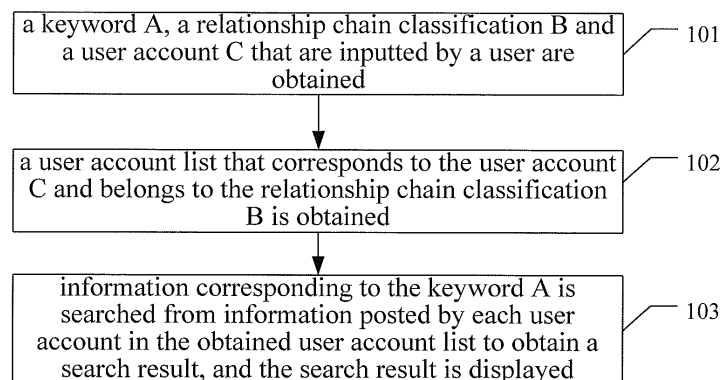 a keyword A, a relationship chain classification B and
a user account C that are inputted by a user are
obtained
101
a user account list that corresponds to the user account
C and belongs to the relationship chain classification
B is obtained
102
information corresponding to the keyword A is
searched from information posted by each user
account in the obtained user account list to obtain a
search result, and the search result is displayed
103